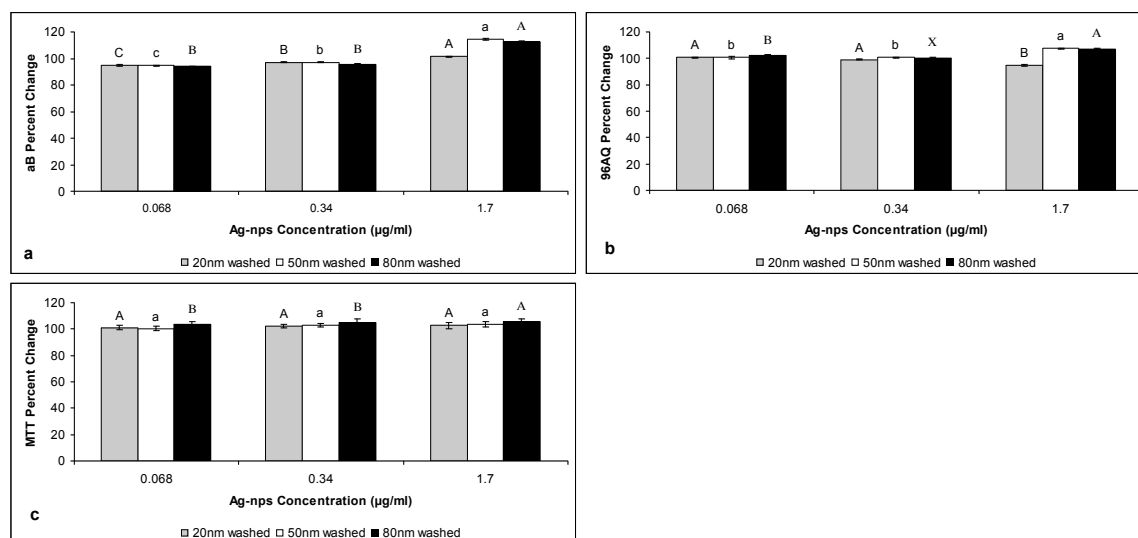 aB Percent Change
120
100
80
60
40
20
0
C c B B b B A a A
0.068 0.34 1.7
Ag-nps Concentration (µg/ml)
a
20nm washed 50nm washed 80nm washed
96AQ Percent Change
120
100
80
60
40
20
0
A b B A b X B a A
0.068 0.34 1.7
Ag-nps Concentration (µg/ml)
b
20nm washed 50nm washed 80nm washed
MTT Percent Change
120
100
80
60
40
20
0
A a B A a B A a A
0.068 0.34 1.7
Ag-nps Concentration (µg/ml)
c
20nm washed 50nm washed 80nm washed